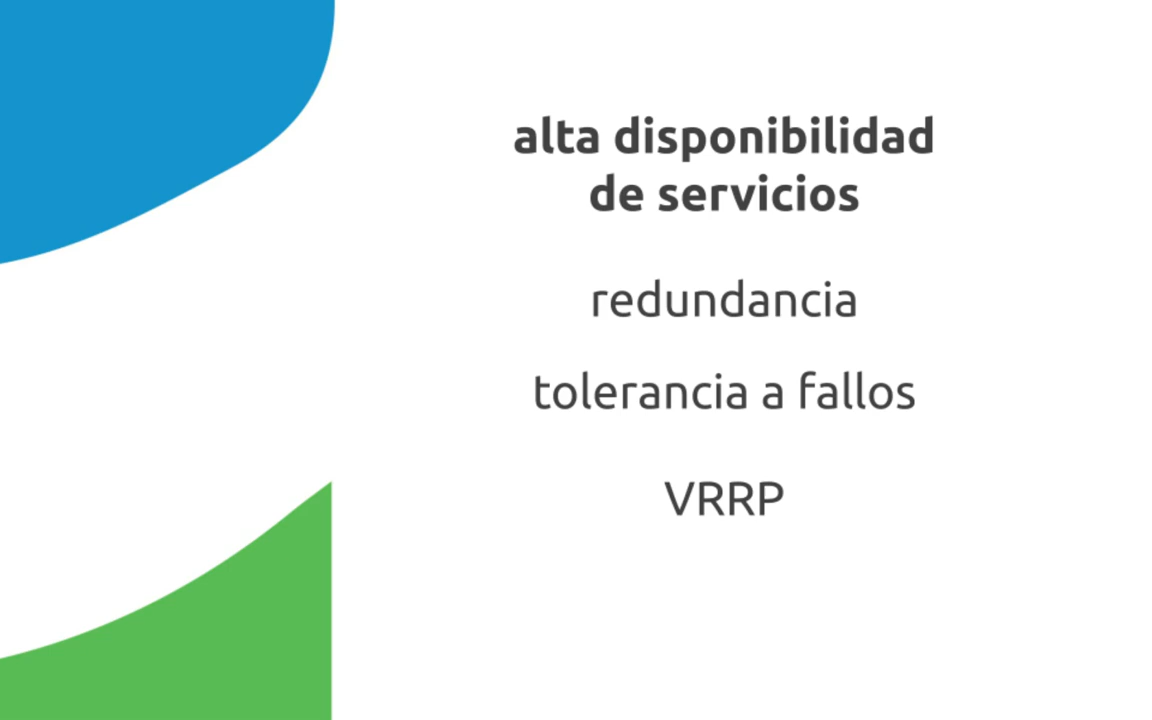 alta disponibilidad
de servicios
redundancia
tolerancia a fallos
VRRP